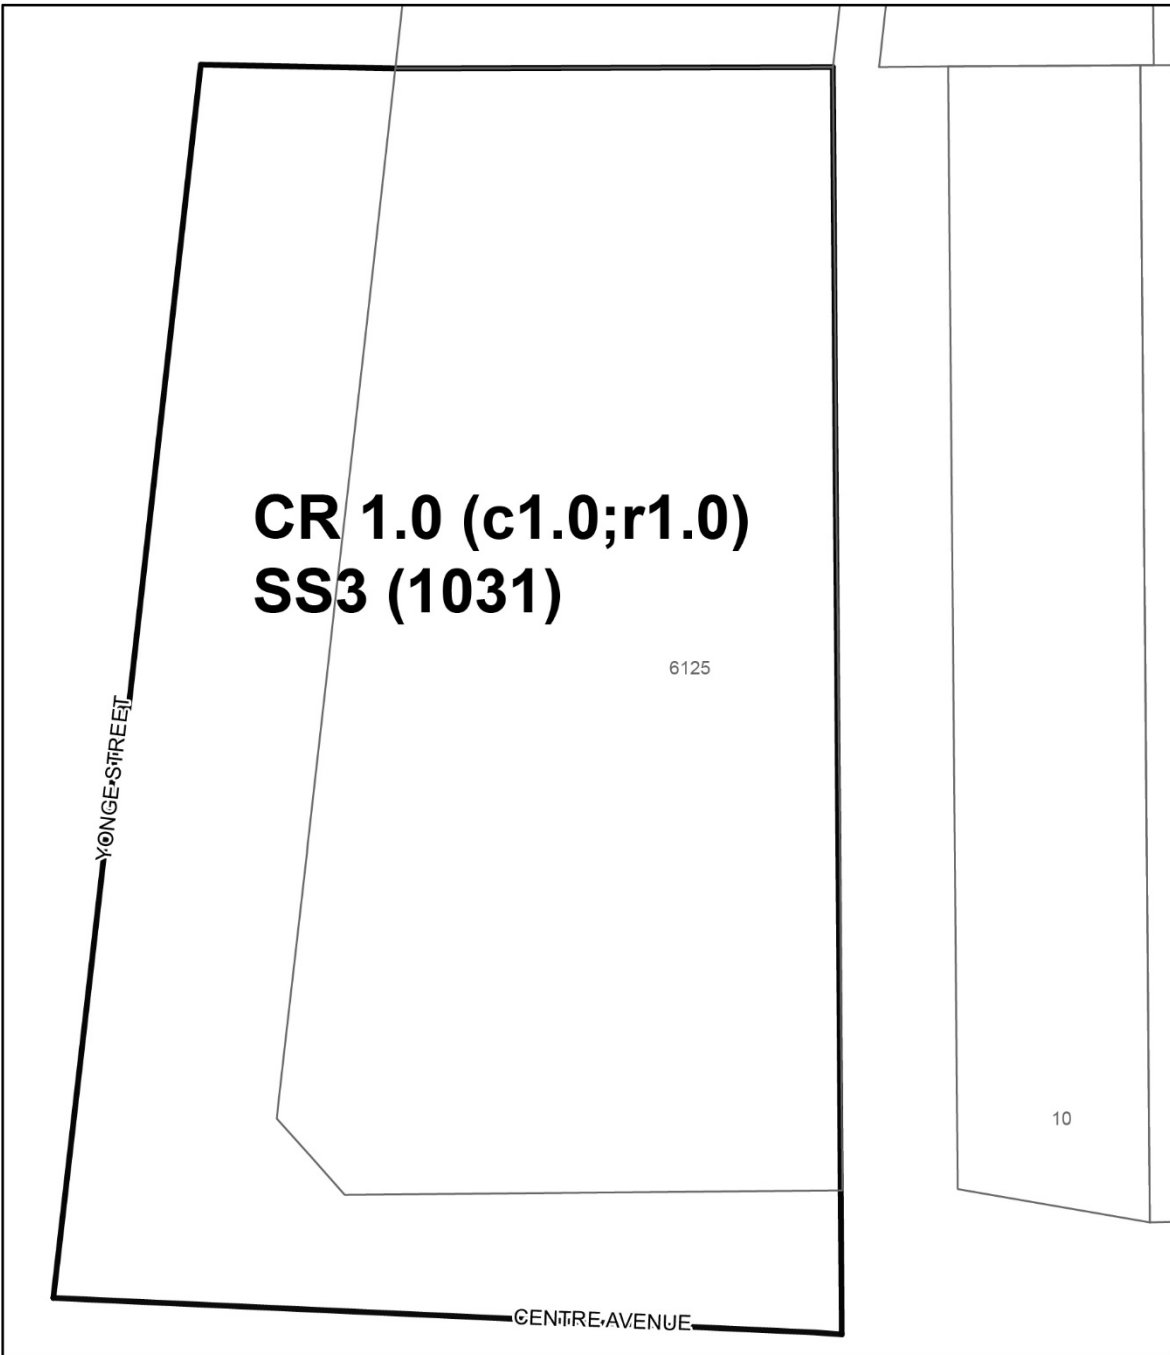 CR 1.0 (c1.0;r1.0)
SS3 (1031)
6125
YONGE STREET
10
CENTRE AVENUE